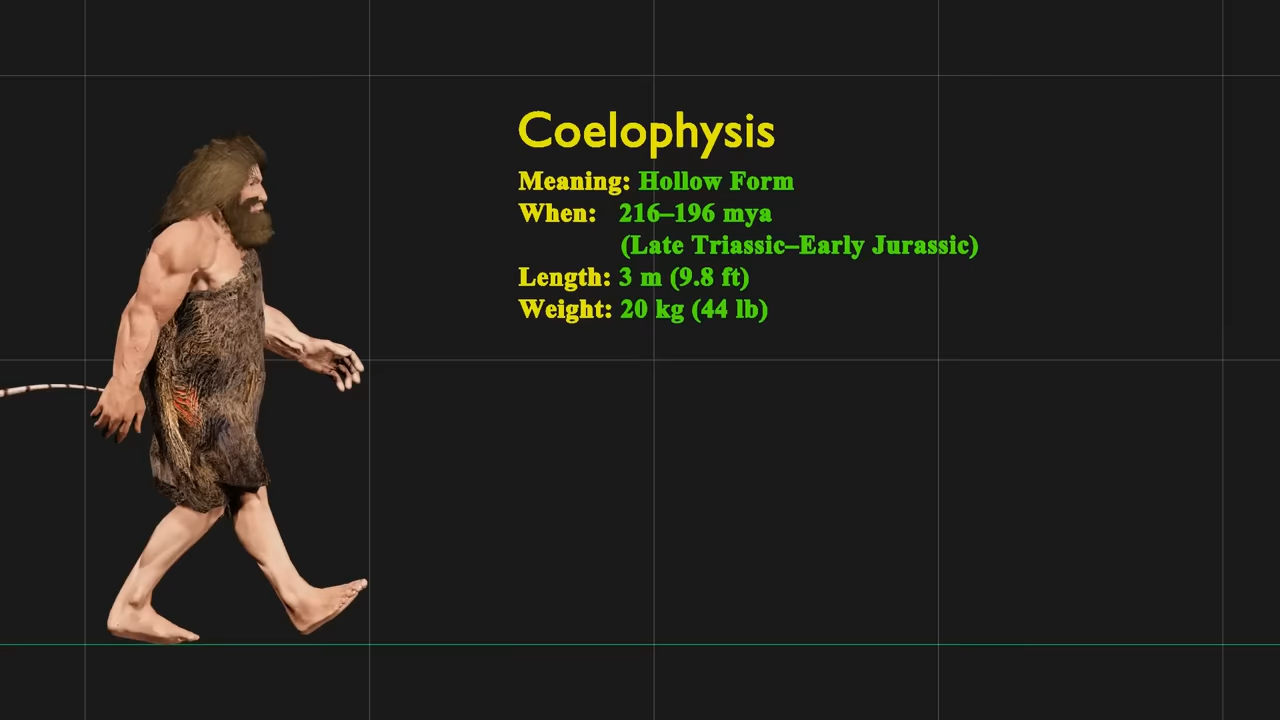 Coelophysis
Meaning: Hollow Form
When: 216–196 mya
(Late Triassic–Early Jurassic)
Length: 3 m (9.8 ft)
Weight: 20 kg (44 lb)